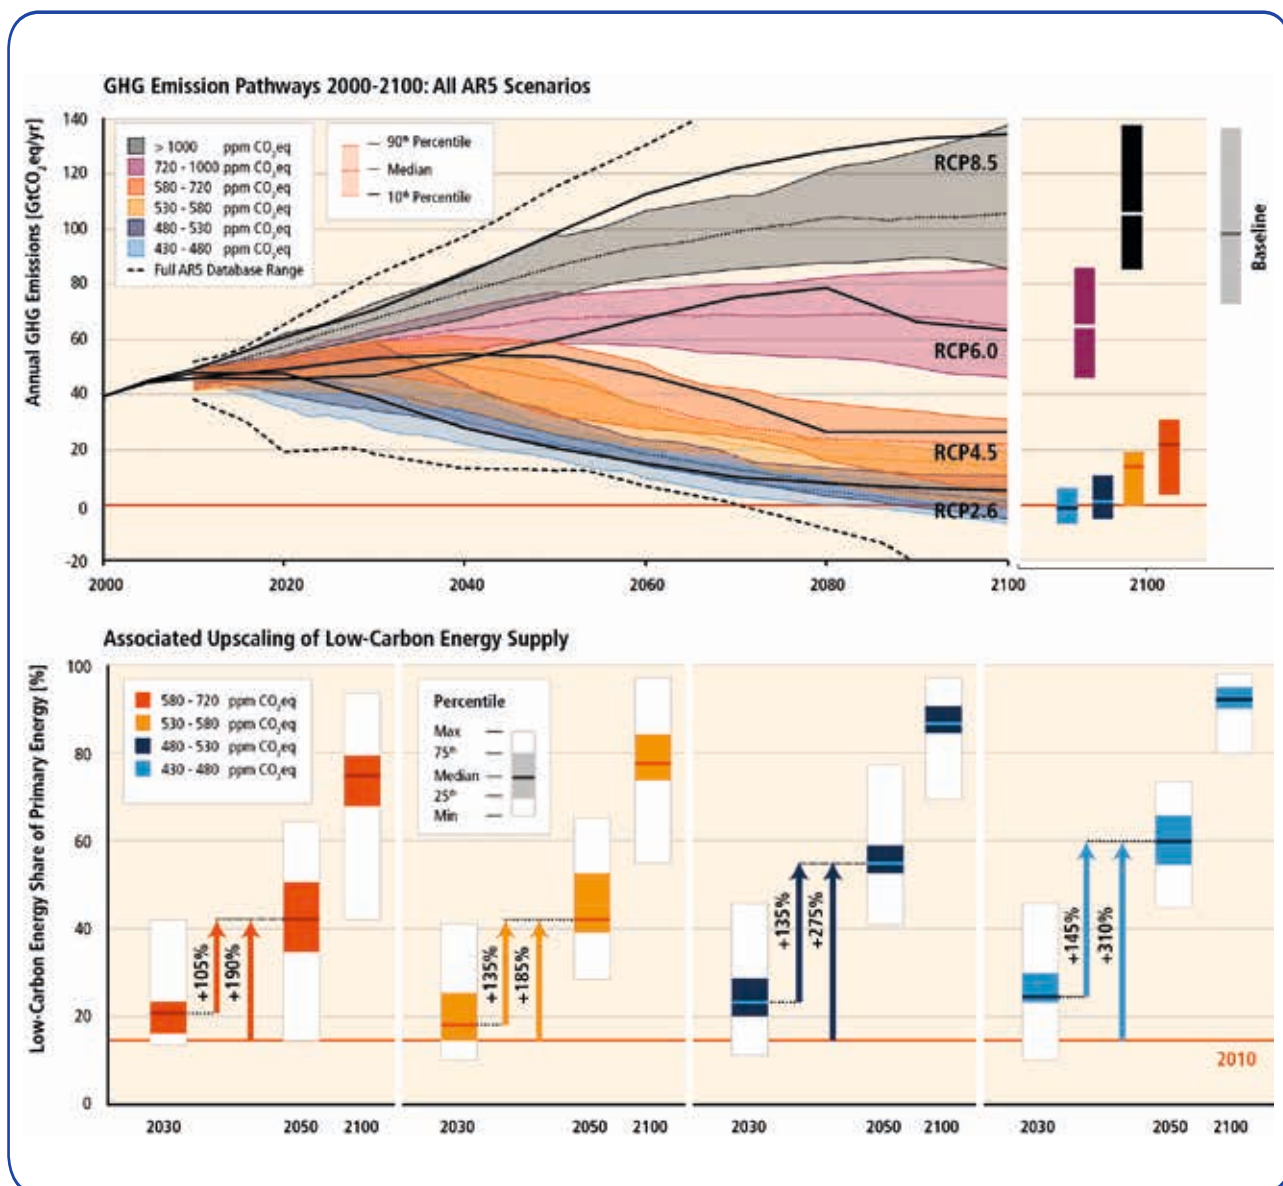 GHG Emission Pathways 2000-2100: All AR5 Scenarios
Annual GHG Emissions [GtCO₂eq/yr]
140
120
100
80
60
40
20
0
-20
> 1000 ppm CO₂eq
720 - 1000 ppm CO₂eq
580 - 720 ppm CO₂eq
530 - 580 ppm CO₂eq
480 - 530 ppm CO₂eq
430 - 480 ppm CO₂eq
Full AR5 Database Range
90th Percentile
Median
10th Percentile
RCP8.5
RCP6.0
RCP4.5
RCP2.6
Baseline
2000 2020 2040 2060 2080 2100 2100
Associated Upscaling of Low-Carbon Energy Supply
Low-Carbon Energy Share of Primary Energy [%]
100
80
60
40
20
0
580 - 720 ppm CO₂eq
530 - 580 ppm CO₂eq
480 - 530 ppm CO₂eq
430 - 480 ppm CO₂eq
Percentile
Max
75th
Median
25th
Min
+105%
+190%
+135%
+185%
+135%
+275%
+145%
+310%
2010
2030 2050 2100 2030 2050 2100 2030 2050 2100 2030 2050 2100